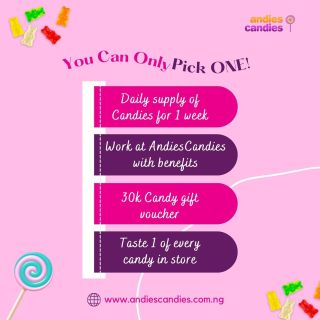 andies
candies
You Can Only Pick ONE!
Daily supply of
Candies for 1 week
Work at AndiesCandies
with benefits
30k Candy gift
voucher
Taste 1 of every
candy in store
www.andiescandies.com.ng